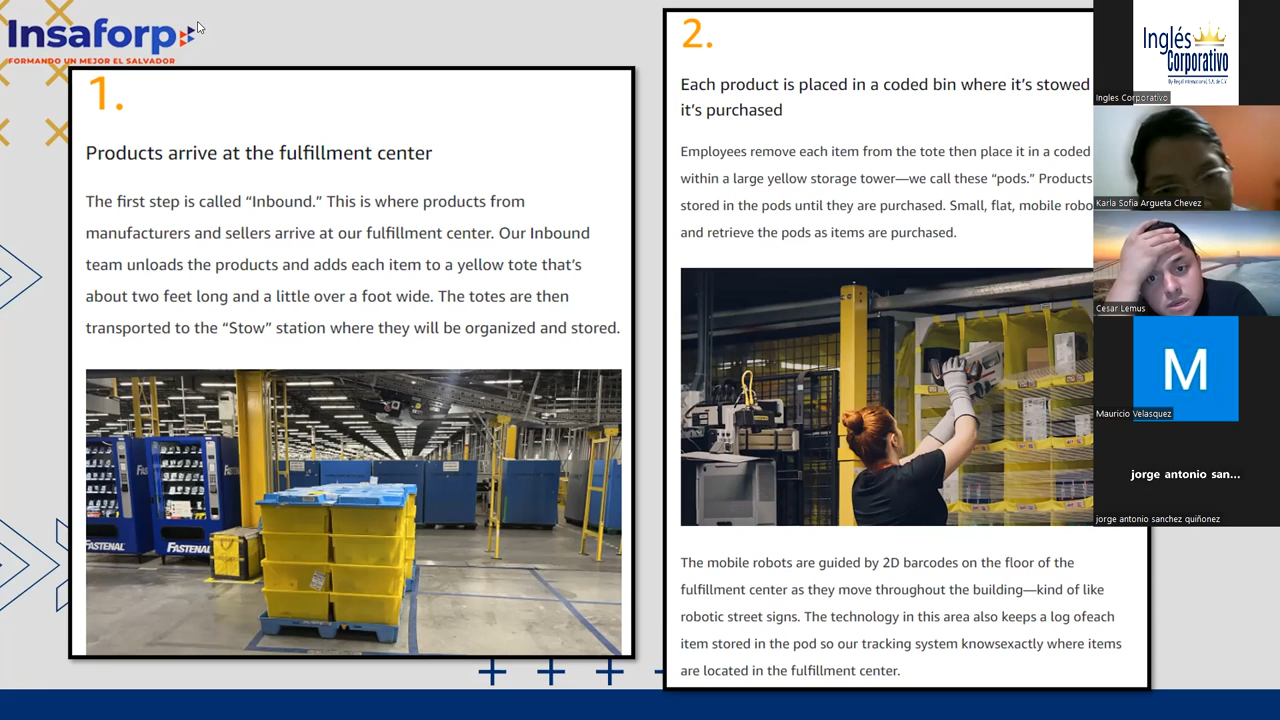 Insaforp
FORMANDO UN MEJOR EL SALVADOR
1.
Products arrive at the fulfillment center
The first step is called “Inbound.” This is where products from
manufacturers and sellers arrive at our fulfillment center. Our Inbound
team unloads the products and adds each item to a yellow tote that’s
about two feet long and a little over a foot wide. The totes are then
transported to the “Stow” station where they will be organized and stored.
FASTENAL
FASTENAL
2.
Each product is placed in a coded bin where it’s stowed
it’s purchased
Employees remove each item from the tote then place it in a coded
within a large yellow storage tower—we call these “pods.” Products
stored in the pods until they are purchased. Small, flat, mobile robo
and retrieve the pods as items are purchased.
The mobile robots are guided by 2D barcodes on the floor of the
fulfillment center as they move throughout the building—kind of like
robotic street signs. The technology in this area also keeps a log ofeach
item stored in the pod so our tracking system knowsexactly where items
are located in the fulfillment center.
Inglés
Corporativo
Ingles Corporativo
Karla Sofia Argueta Chevez
Cesar Lemus
M
Mauricio Velasquez
jorge antonio san...
jorge antonio sanchez quiñonez